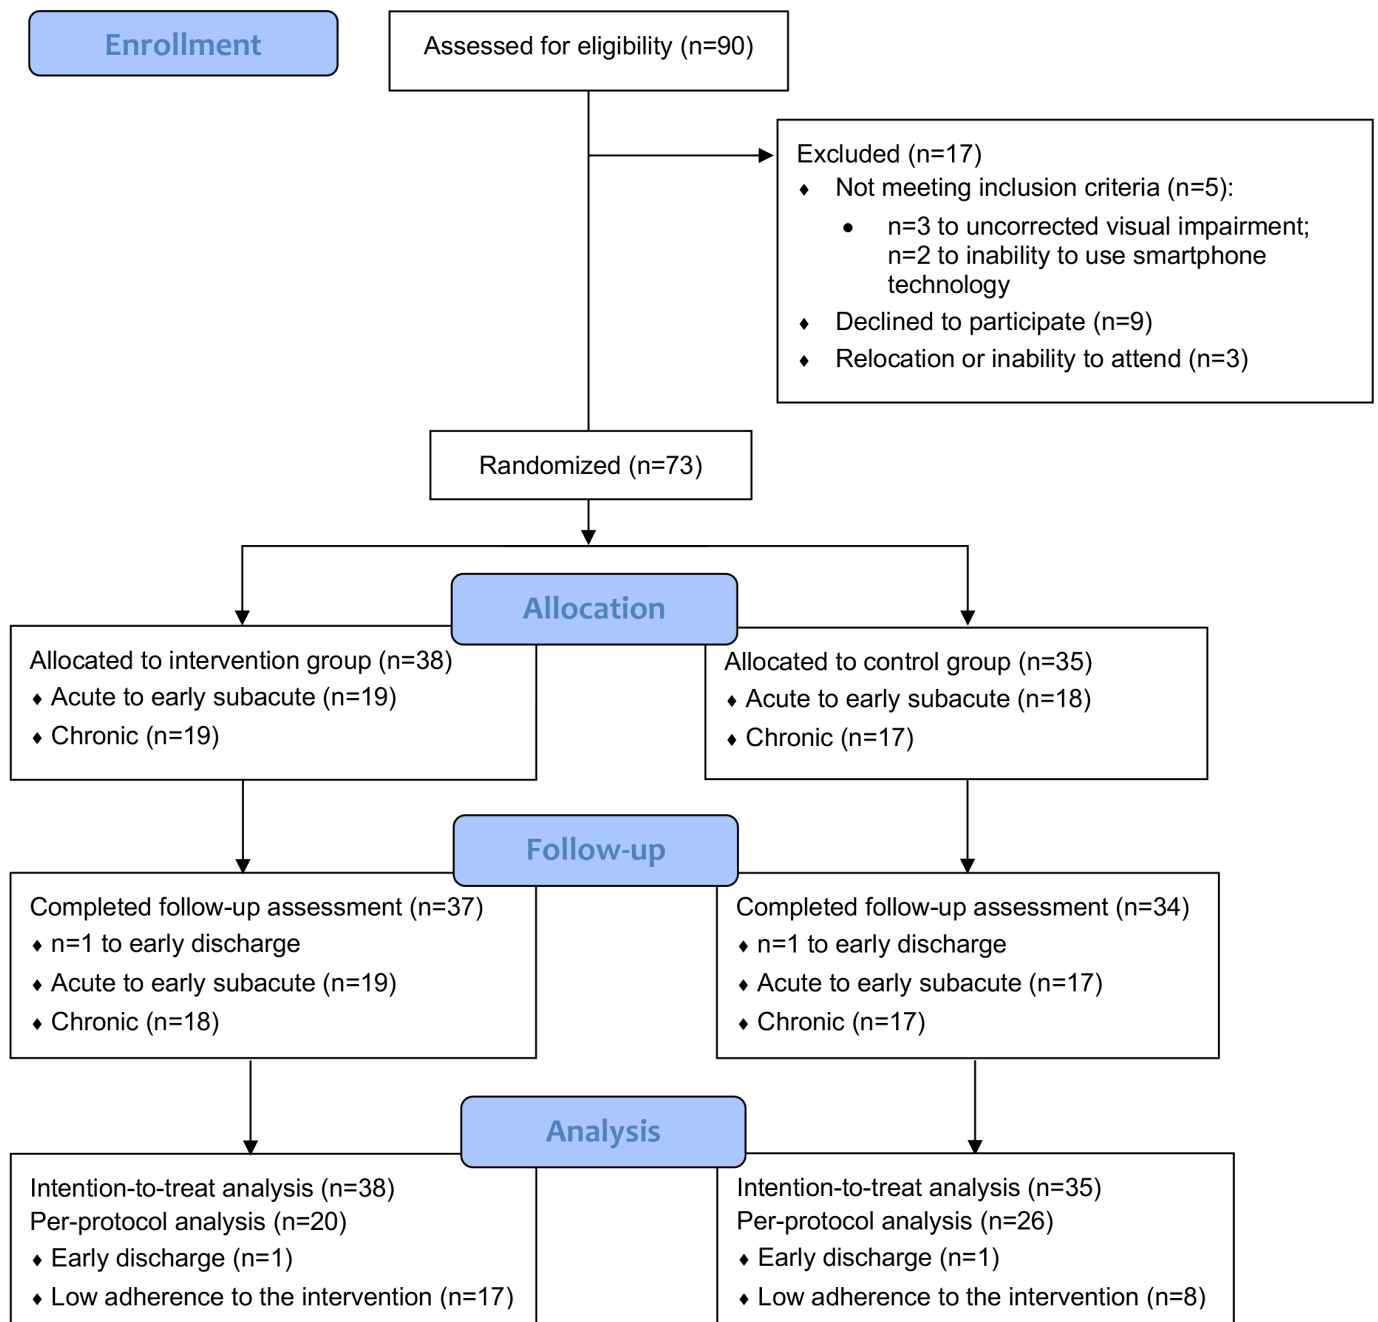 Enrollment
Assessed for eligibility (n=90)
Excluded (n=17)
♦ Not meeting inclusion criteria (n=5):
• n=3 to uncorrected visual impairment;
n=2 to inability to use smartphone
technology
♦ Declined to participate (n=9)
♦ Relocation or inability to attend (n=3)
Randomized (n=73)
Allocation
Allocated to intervention group (n=38)
♦ Acute to early subacute (n=19)
♦ Chronic (n=19)
Allocated to control group (n=35)
♦ Acute to early subacute (n=18)
♦ Chronic (n=17)
Follow-up
Completed follow-up assessment (n=37)
♦ n=1 to early discharge
♦ Acute to early subacute (n=19)
♦ Chronic (n=18)
Completed follow-up assessment (n=34)
♦ n=1 to early discharge
♦ Acute to early subacute (n=17)
♦ Chronic (n=17)
Analysis
Intention-to-treat analysis (n=38)
Per-protocol analysis (n=20)
♦ Early discharge (n=1)
♦ Low adherence to the intervention (n=17)
Intention-to-treat analysis (n=35)
Per-protocol analysis (n=26)
♦ Early discharge (n=1)
♦ Low adherence to the intervention (n=8)